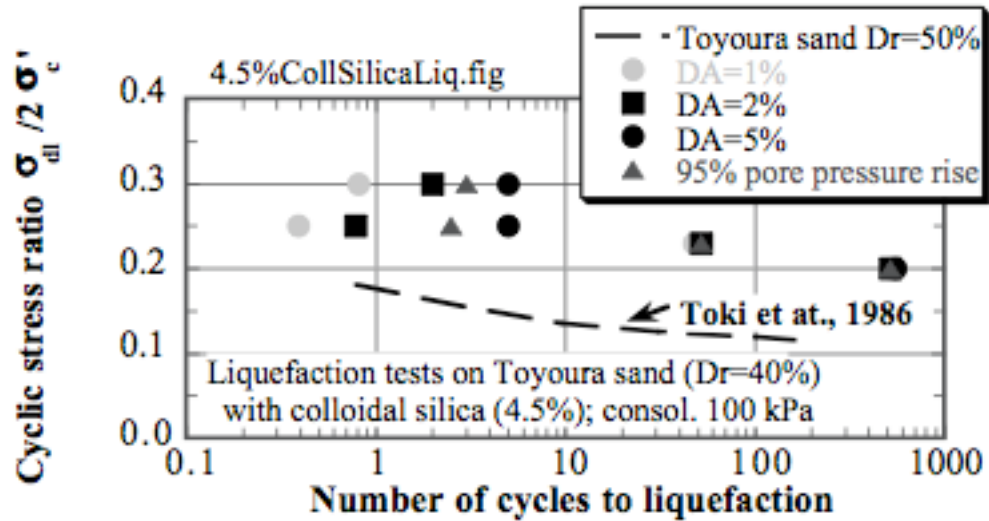 Toyoura sand Dr=50%
DA=1%
DA=2%
DA=5%
95% pore pressure rise
4.5%CollSilicaLiq.fig
Cyclic stress ratio σdl/2 σ'c
0.4
0.3
0.2
0.1
0.0
Toki et at., 1986
Liquefaction tests on Toyoura sand (Dr=40%)
with colloidal silica (4.5%); consol. 100 kPa
0.1 1 10 100 1000
Number of cycles to liquefaction